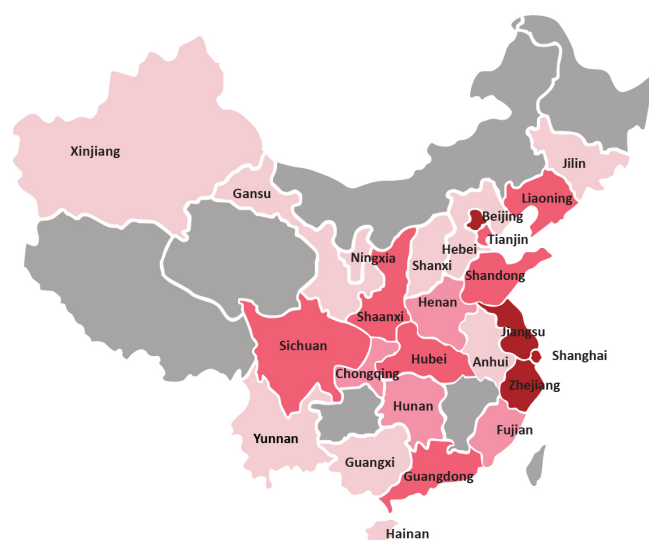 Xinjiang
Jilin
Gansu
Liaoning
Beijing
Tianjin
Hebei
Ningxia
Shanxi
Shandong
Henan
Shaanxi
Jiangsu
Sichuan
Hubei
Shanghai
Anhui
Chongqing
Zhejiang
Hunan
Fujian
Yunnan
Guangxi
Guangdong
Hainan